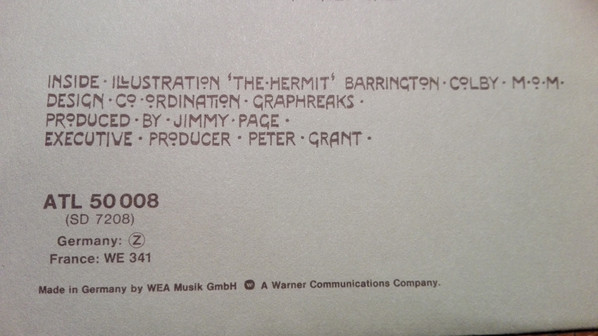 INSIDE · ILLUSTRATION 'THE · HERMIT' BARRINGTON · COLBY · M·O·M·
DESIGN · CO·ORDINATION · GRAPHREAKS ·
PRODUCED · BY · JIMMY · PAGE ·
EXECUTIVE · PRODUCER · PETER · GRANT ·
ATL 50 008
(SD 7208)
Germany: Ⓩ
France: WE 341
Made in Germany by WEA Musik GmbH Ⓦ A Warner Communications Company.